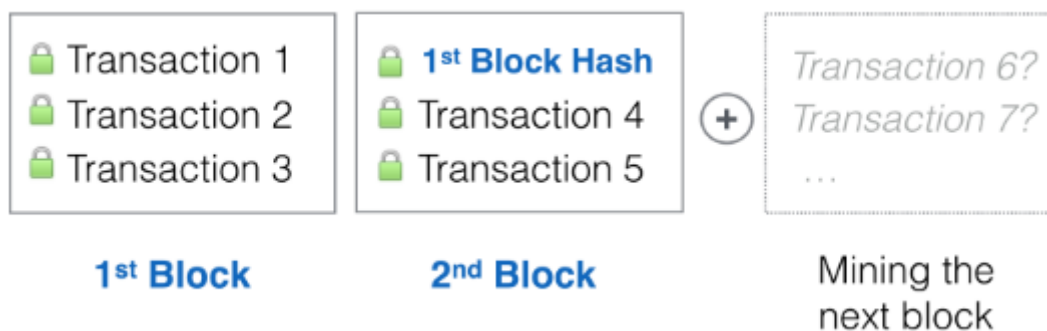 Transaction 1
Transaction 2
Transaction 3
1st Block
1st Block Hash
Transaction 4
Transaction 5
2nd Block
+
Transaction 6?
Transaction 7?
...
Mining the
next block